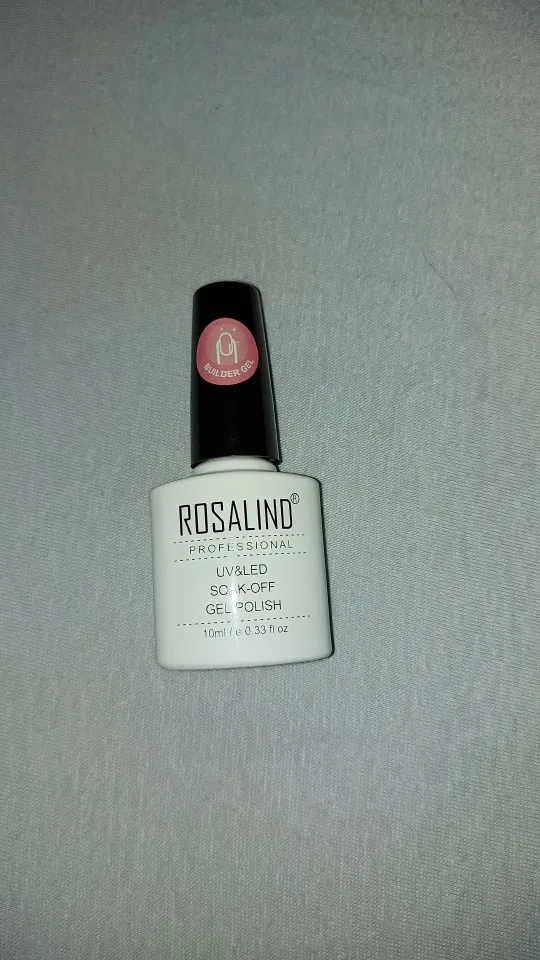 BUILDER GEL
ROSALIND®
PROFESSIONAL
UV&LED
SOAK-OFF
GEL POLISH
10ml / e 0.33 fl oz